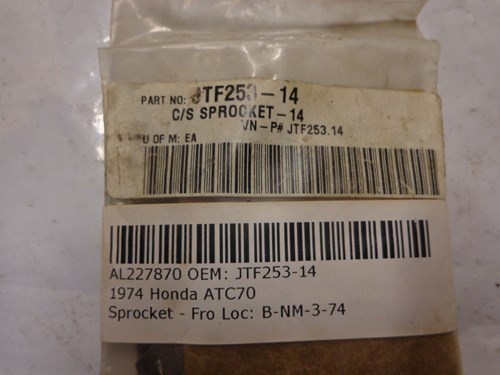 PART NO: JTF253-14
C/S SPROCKET-14
VN-P# JTF253.14
U OF M: EA
AL227870 OEM: JTF253-14
1974 Honda ATC70
Sprocket - Fro Loc: B-NM-3-74